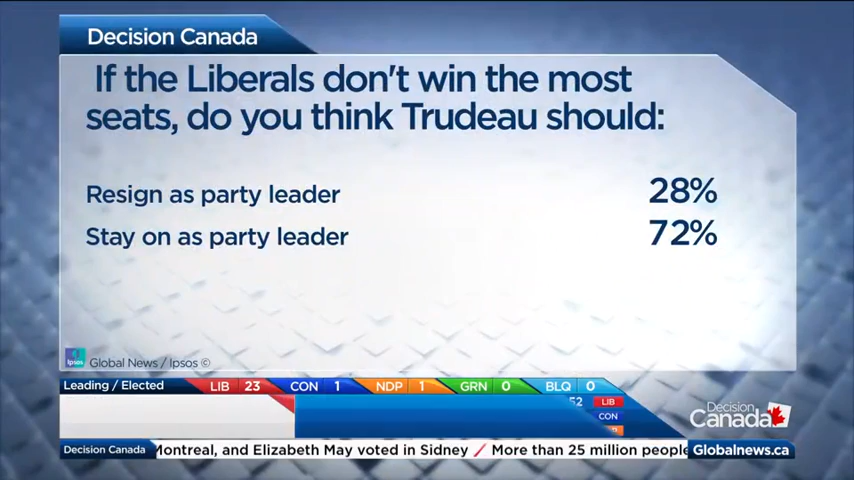 Decision Canada
If the Liberals don't win the most
seats, do you think Trudeau should:
Resign as party leader 28%
Stay on as party leader 72%
Ipsos Global News / Ipsos ©
Leading / Elected LIB 23 CON 1 NDP 1 GRN 0 BLQ 0
52 LIB
CON
Decision
Canada
Decision Canada Montreal, and Elizabeth May voted in Sidney / More than 25 million people Globalnews.ca